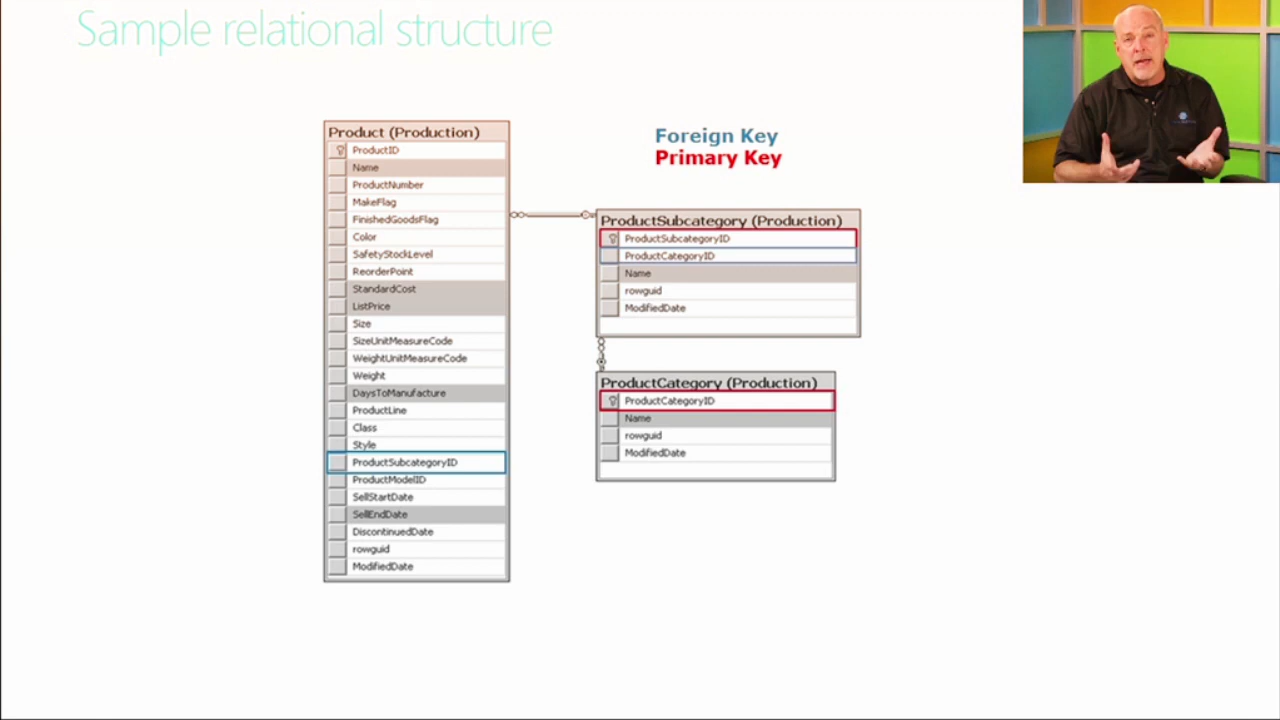 Sample relational structure
Product (Production)
ProductID
Name
ProductNumber
MakeFlag
FinishedGoodsFlag
Color
SafetyStockLevel
ReorderPoint
StandardCost
ListPrice
Size
SizeUnitMeasureCode
WeightUnitMeasureCode
Weight
DaysToManufacture
ProductLine
Class
Style
ProductSubcategoryID
ProductModelID
SellStartDate
SellEndDate
DiscontinuedDate
rowguid
ModifiedDate
Foreign Key
Primary Key
ProductSubcategory (Production)
ProductSubcategoryID
ProductCategoryID
Name
rowguid
ModifiedDate
ProductCategory (Production)
ProductCategoryID
Name
rowguid
ModifiedDate